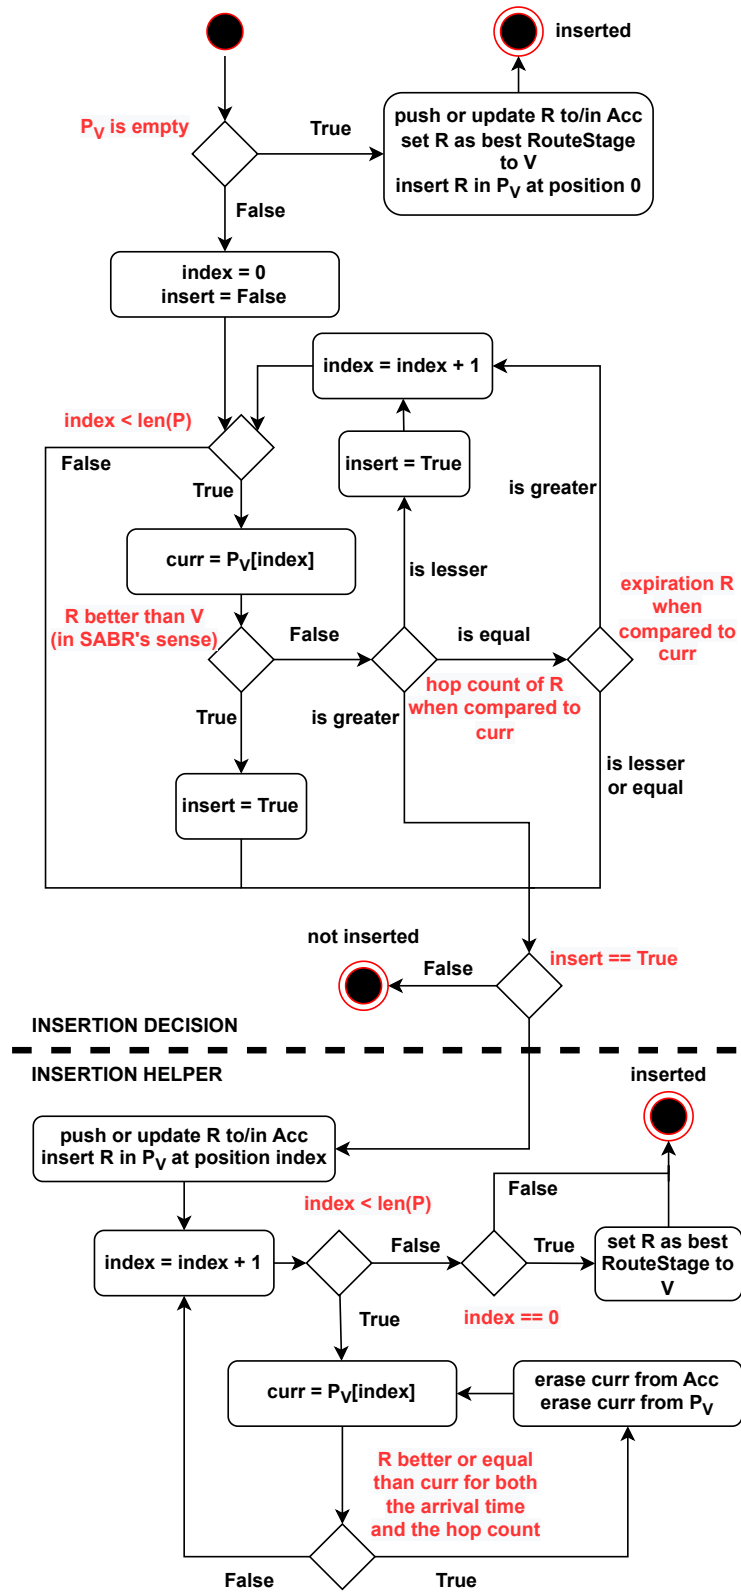 inserted
P_V is empty
True
push or update R to/in Acc
set R as best RouteStage
to V
insert R in P_V at position 0
False
index = 0
insert = False
index = index + 1
index < len(P)
False
insert = True
True
is greater
curr = P_V[index]
is lesser
expiration R
when
compared to
curr
R better than V
(in SABR's sense)
False
is equal
hop count of R
when compared to
curr
True
is greater
is lesser
or equal
insert = True
not inserted
insert == True
False
INSERTION DECISION
INSERTION HELPER
inserted
push or update R to/in Acc
insert R in P_V at position index
False
index < len(P)
index = index + 1
False
True
set R as best
RouteStage to
V
index == 0
True
curr = P_V[index]
erase curr from Acc
erase curr from P_V
R better or equal
than curr for both
the arrival time
and the hop count
False
True